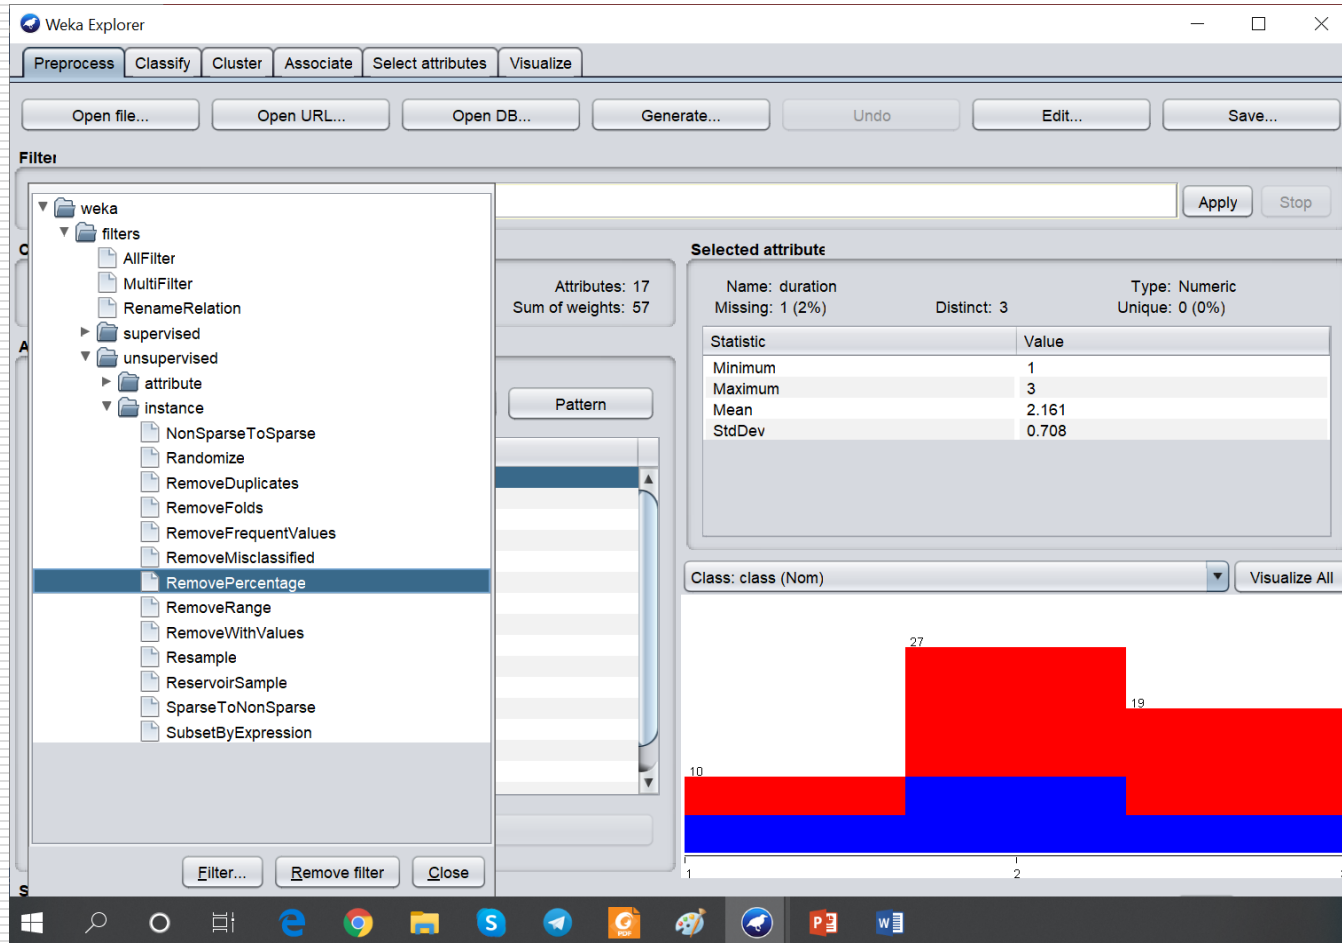 Weka Explorer
Preprocess Classify Cluster Associate Select attributes Visualize
Open file... Open URL... Open DB... Generate... Undo Edit... Save...
Filter
Apply Stop
weka
filters
AllFilter
MultiFilter
RenameRelation
supervised
unsupervised
attribute
instance
NonSparseToSparse
Randomize
RemoveDuplicates
RemoveFolds
RemoveFrequentValues
RemoveMisclassified
RemovePercentage
RemoveRange
RemoveWithValues
Resample
ReservoirSample
SparseToNonSparse
SubsetByExpression
Filter... Remove filter Close
Attributes: 17
Sum of weights: 57
Pattern
Selected attribute
Name: duration Type: Numeric
Missing: 1 (2%) Distinct: 3 Unique: 0 (0%)
Statistic Value
Minimum 1
Maximum 3
Mean 2.161
StdDev 0.708
Class: class (Nom) Visualize All
27
19
10
1 2